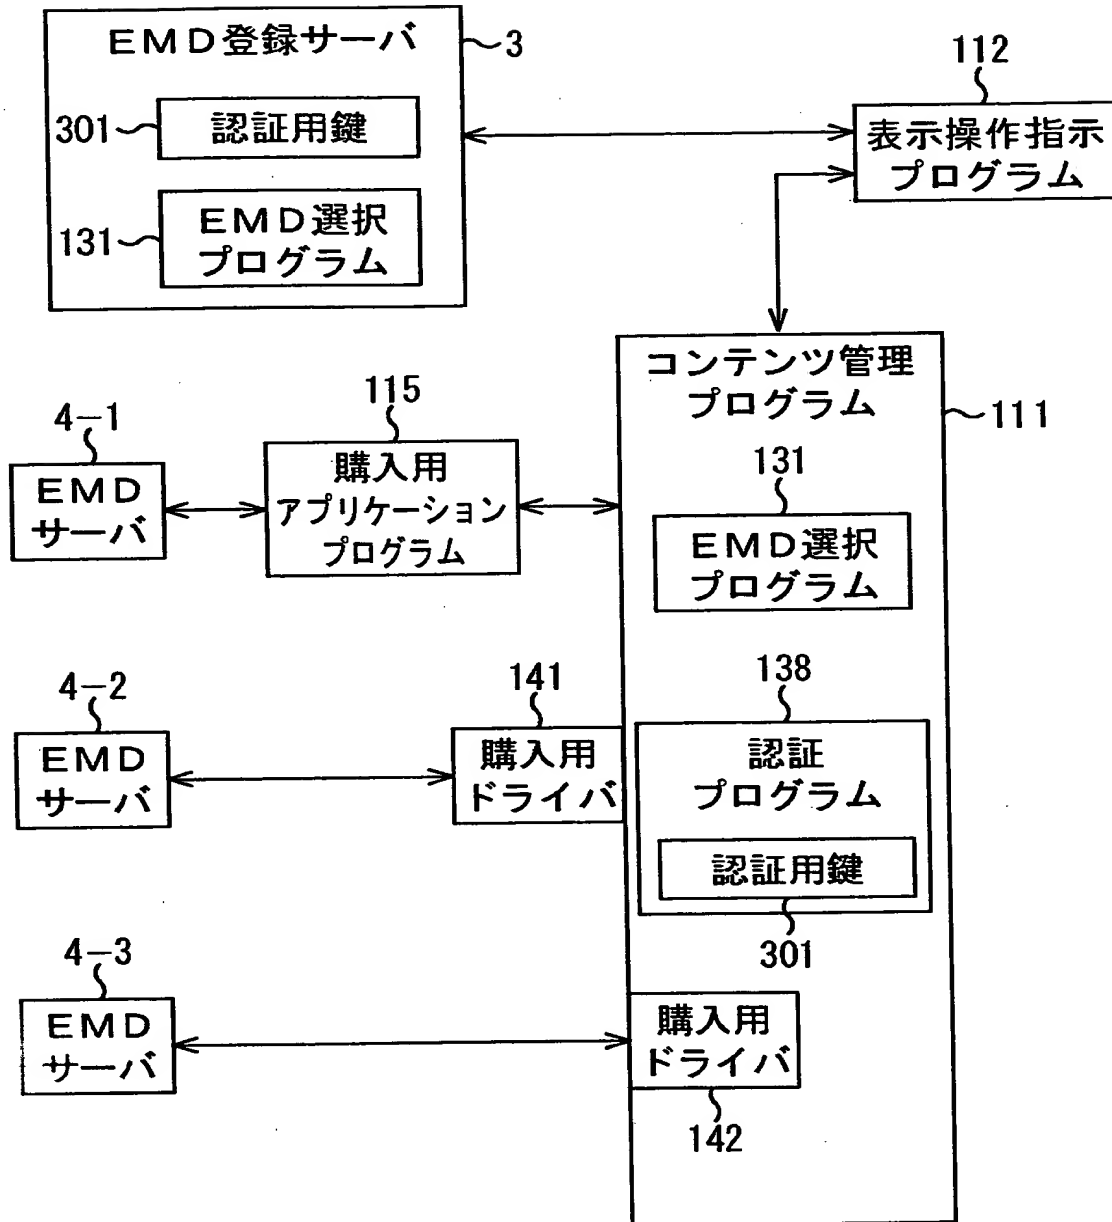 EMD登録サーバ
3
301
認証用鍵
131
EMD選択
プログラム
112
表示操作指示
プログラム
コンテンツ管理
プログラム
111
4-1
EMD
サーバ
115
購入用
アプリケーション
プログラム
131
EMD選択
プログラム
4-2
EMD
サーバ
141
購入用
ドライバ
138
認証
プログラム
認証用鍵
301
4-3
EMD
サーバ
購入用
ドライバ
142